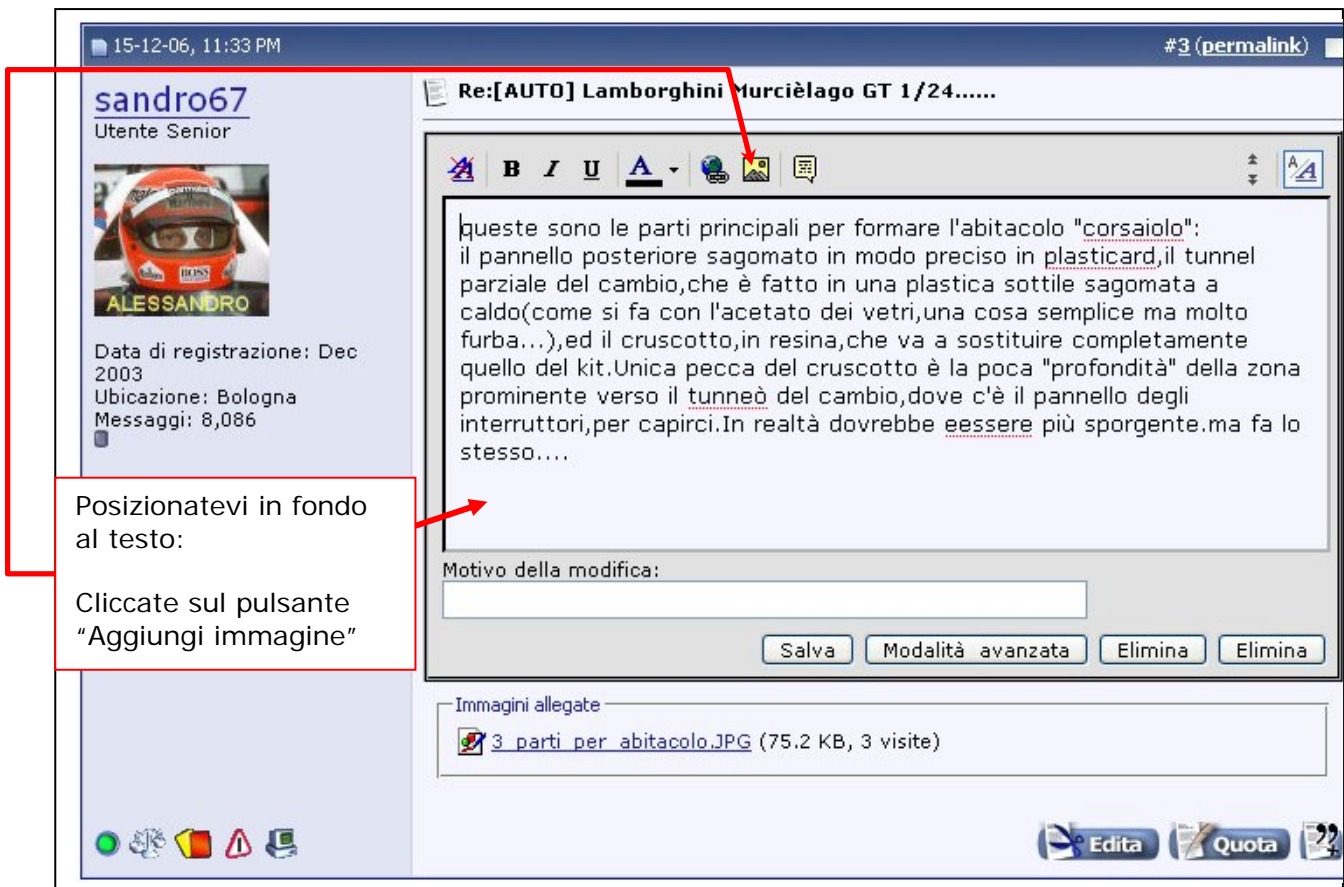 15-12-06, 11:33 PM
#3 (permalink)
sandro67
Utente Senior
ALESSANDRO
Data di registrazione: Dec
2003
Ubicazione: Bologna
Messaggi: 8,086
Re:[AUTO] Lamborghini Murcièlago GT 1/24......
B I U A
A/A
queste sono le parti principali per formare l'abitacolo "corsaiolo":
il pannello posteriore sagomato in modo preciso in plasticard,il tunnel
parziale del cambio,che è fatto in una plastica sottile sagomata a
caldo(come si fa con l'acetato dei vetri,una cosa semplice ma molto
furba...),ed il cruscotto,in resina,che va a sostituire completamente
quello del kit.Unica pecca del cruscotto è la poca "profondità" della zona
prominente verso il tunneò del cambio,dove c'è il pannello degli
interruttori,per capirci.In realtà dovrebbe eessere più sporgente.ma fa lo
stesso....
Posizionatevi in fondo
al testo:
Cliccate sul pulsante
“Aggiungi immagine”
Motivo della modifica:
Salva Modalità avanzata Elimina Elimina
Immagini allegate
3 parti per abitacolo.JPG (75.2 KB, 3 visite)
Edita Quota